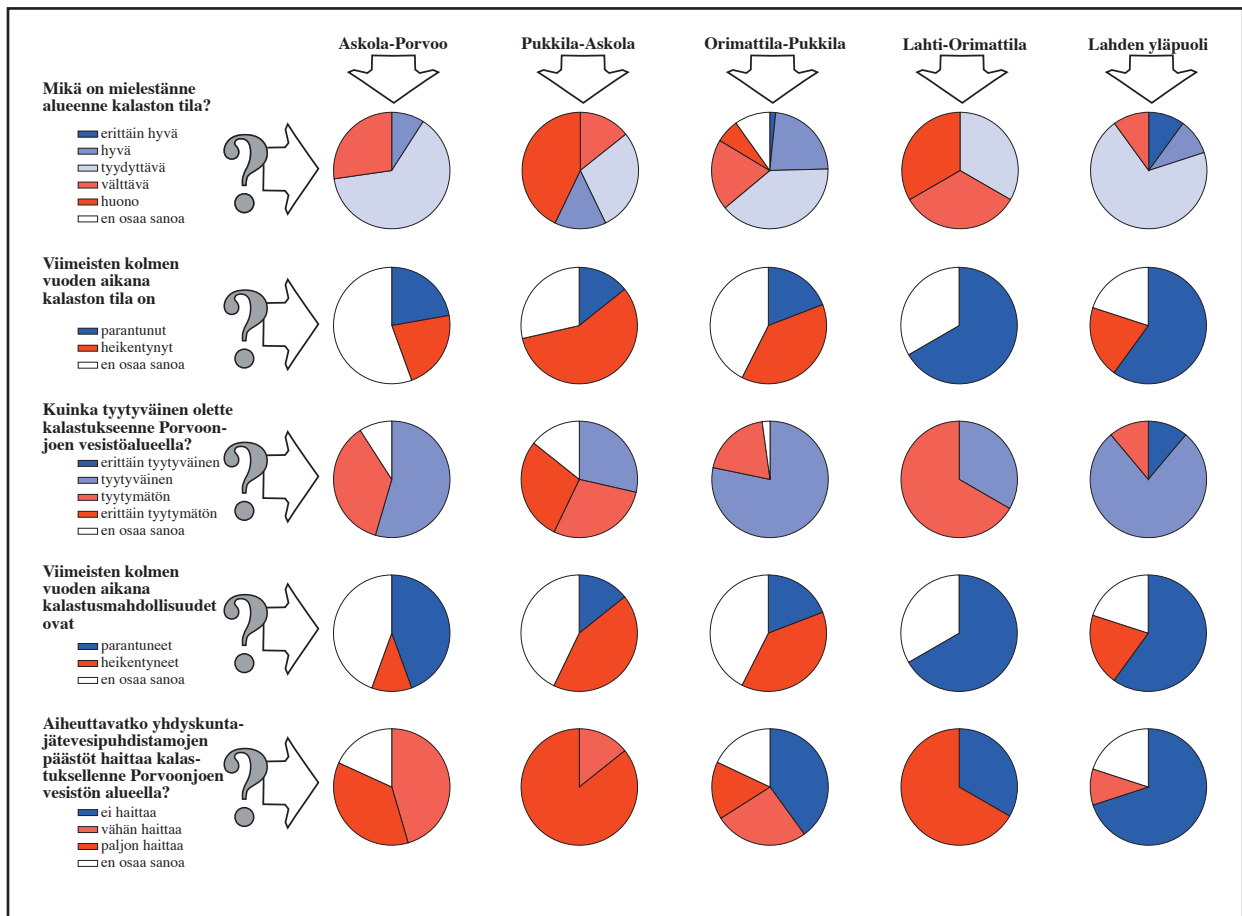 Askola-Porvoo
Pukkila-Askola
Orimattila-Pukkila
Lahti-Orimattila
Lahden yläpuoli
Mikä on mielestänne
alueenne kalaston tila?
erittäin hyvä
hyvä
tyydyttävä
välttävä
huono
en osaa sanoa
?
Viimeisten kolmen
vuoden aikana
kalaston tila on
parantunut
heikentynyt
en osaa sanoa
?
Kuinka tyytyväinen olette
kalastukseenne Porvoon-
joen vesistöalueella?
erittäin tyytyväinen
tyytyväinen
tyytymätön
erittäin tyytymätön
en osaa sanoa
?
Viimeisten kolmen
vuoden aikana
kalastusmahdollisuudet
ovat
parantuneet
heikentyneet
en osaa sanoa
?
Aiheuttavatko yhdyskunta-
jätevesipuhdistamojen
päästöt haittaa kalas-
tuksellenne Porvoonjoen
vesistön alueella?
ei haittaa
vähän haittaa
paljon haittaa
en osaa sanoa
?